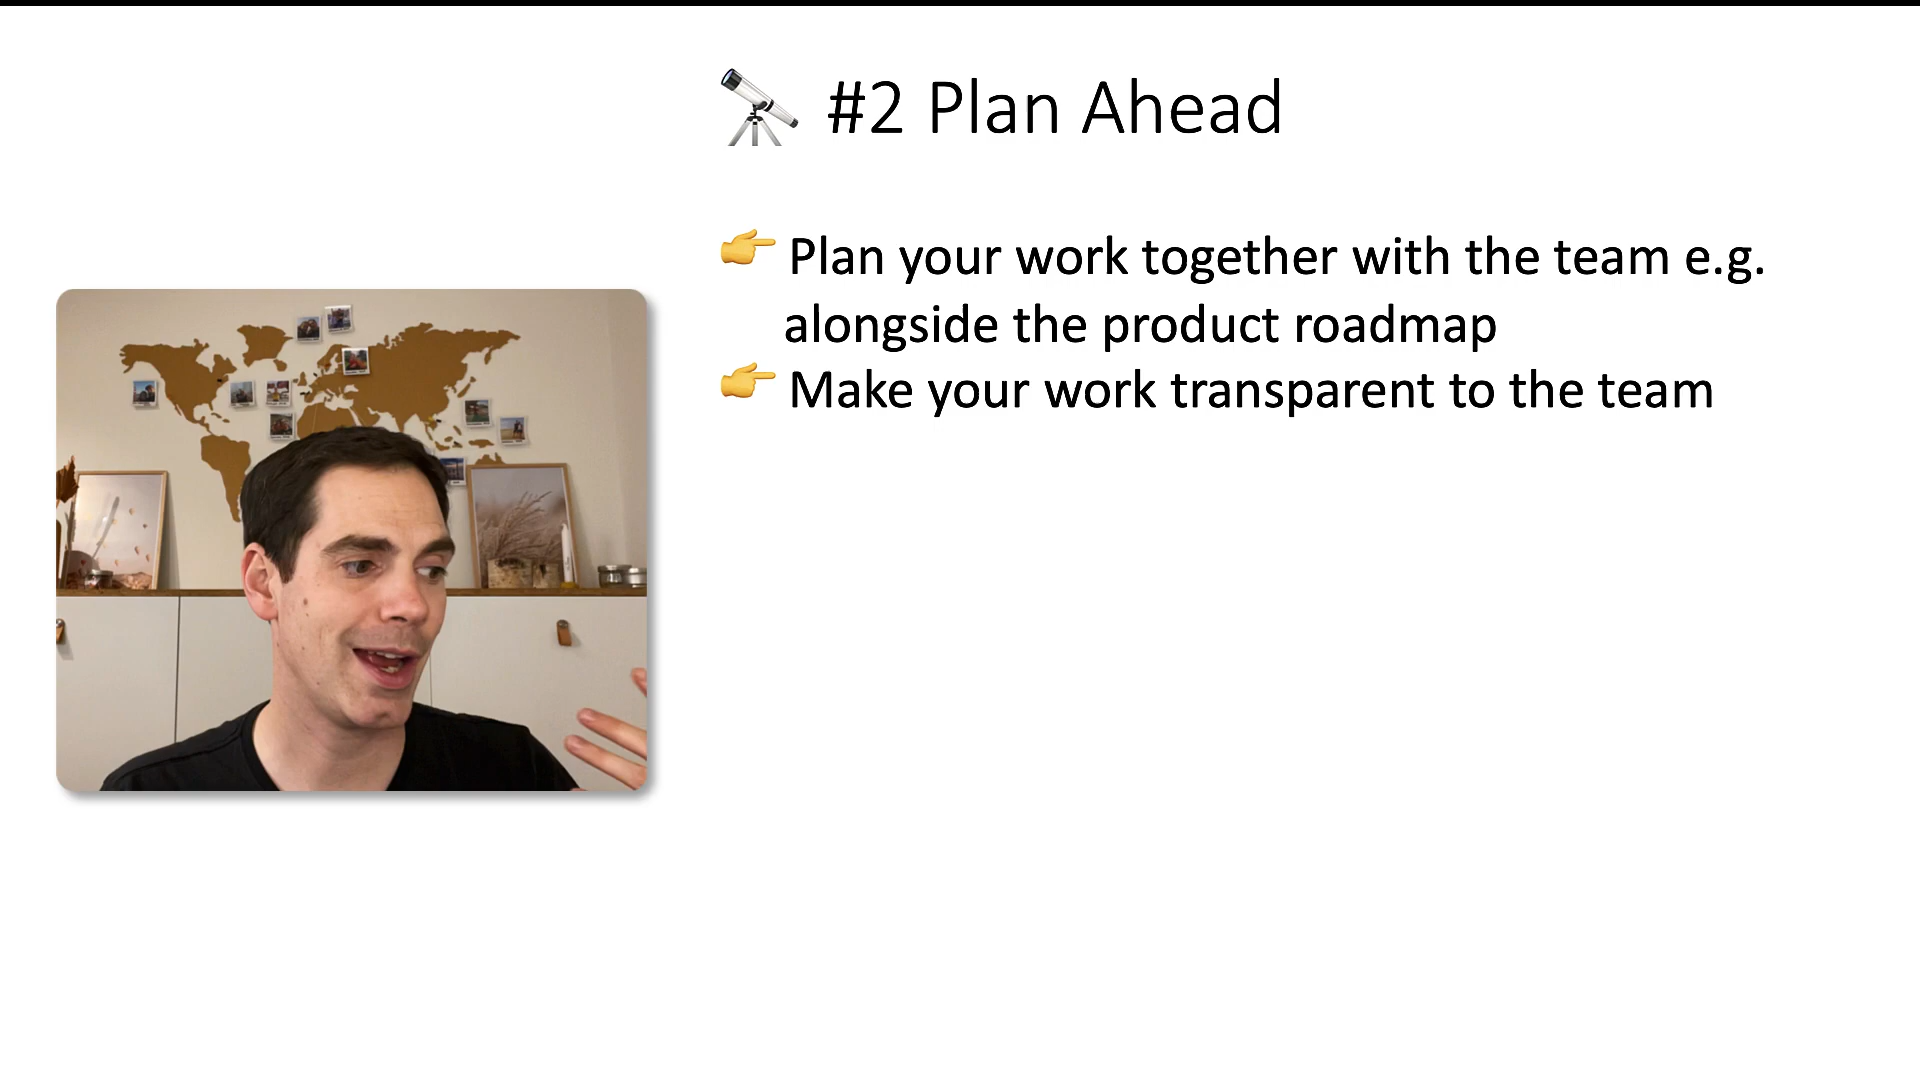 🔭 #2 Plan Ahead
👉 Plan your work together with the team e.g.
alongside the product roadmap
👉 Make your work transparent to the team